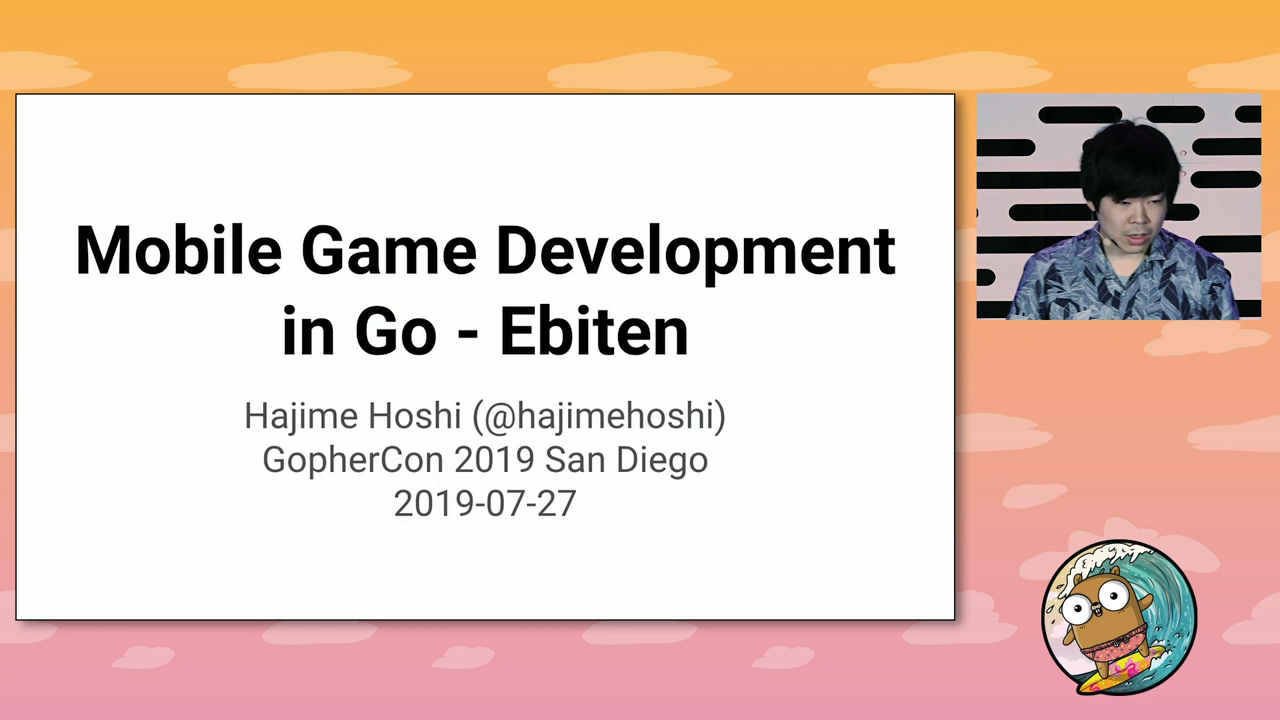 Mobile Game Development
in Go - Ebiten
Hajime Hoshi (@hajimehoshi)
GopherCon 2019 San Diego
2019-07-27